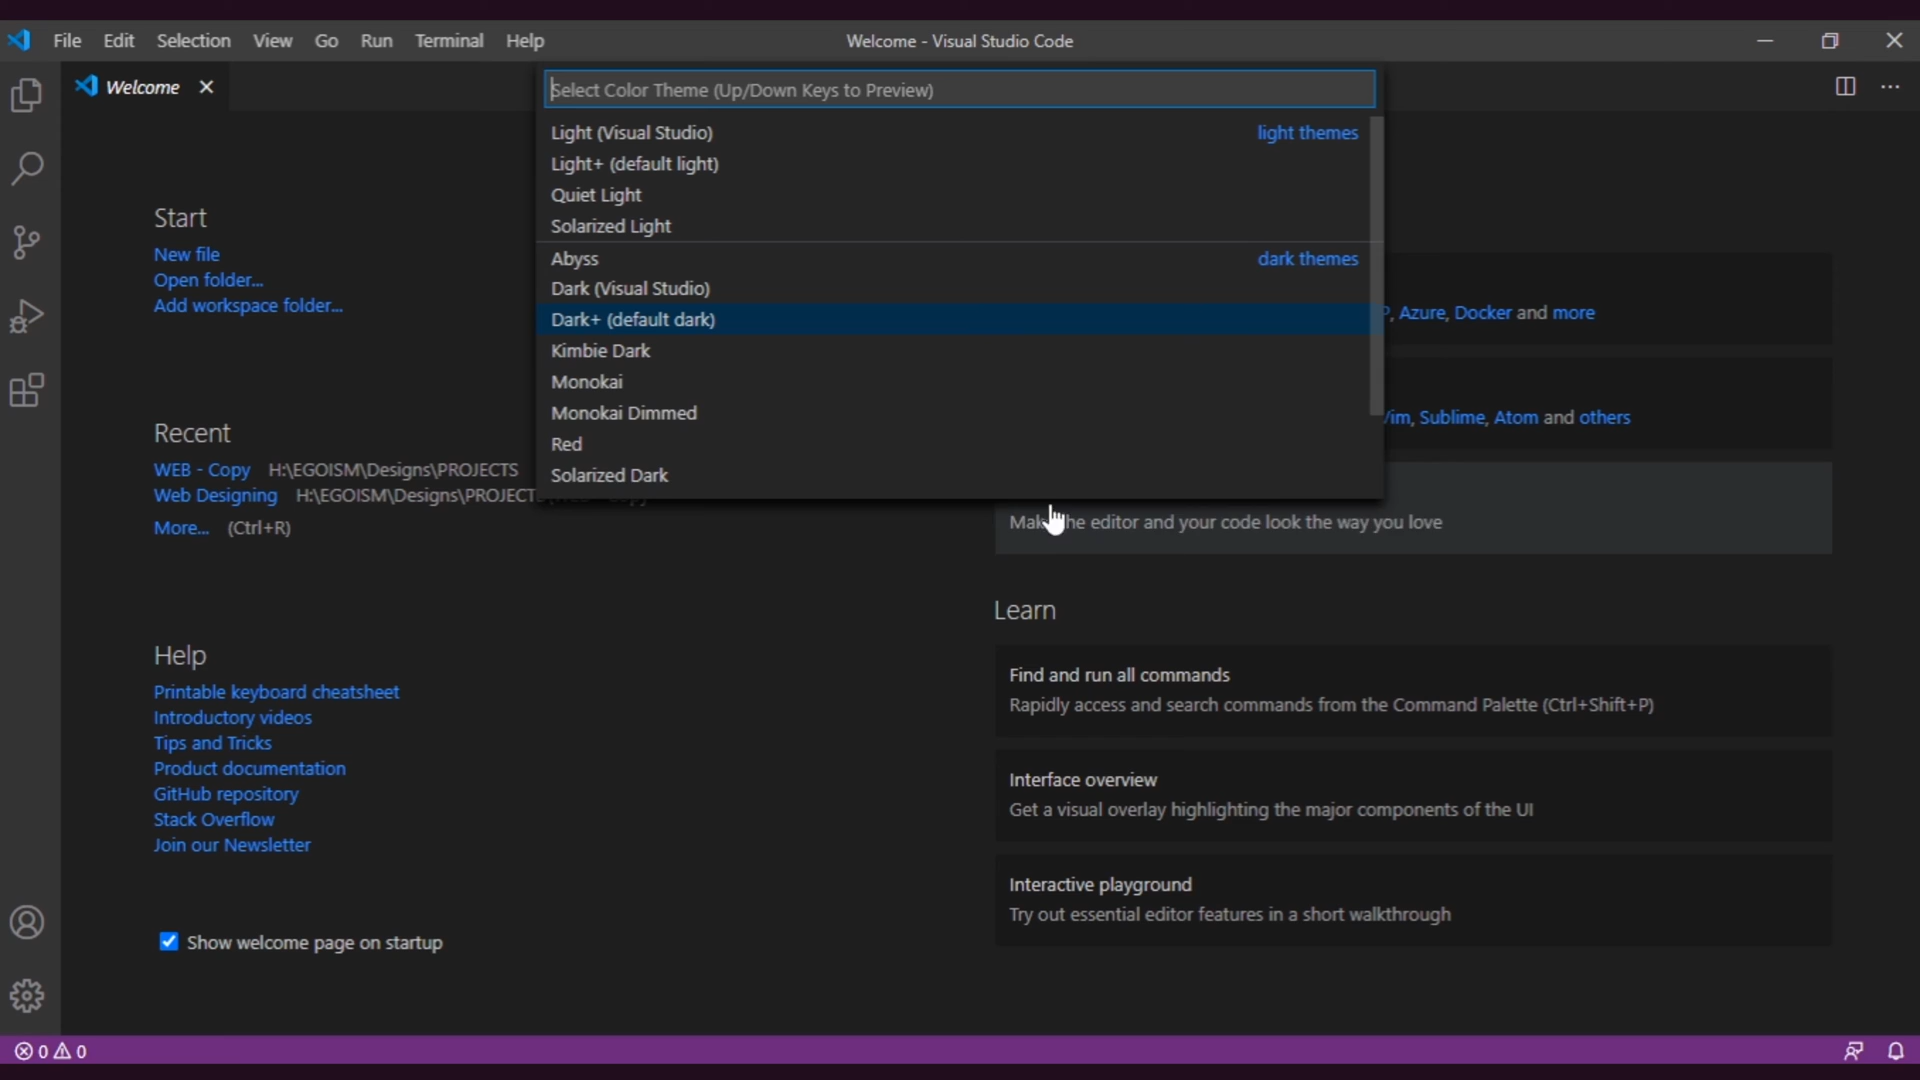 File Edit Selection View Go Run Terminal Help
Welcome - Visual Studio Code
Welcome
Select Color Theme (Up/Down Keys to Preview)
Light (Visual Studio) light themes
Light+ (default light)
Quiet Light
Solarized Light
Abyss dark themes
Dark (Visual Studio)
Dark+ (default dark)
Kimbie Dark
Monokai
Monokai Dimmed
Red
Solarized Dark
Start
New file
Open folder...
Add workspace folder...
Recent
WEB - Copy H:\EGOISM\Designs\PROJECTS
Web Designing H:\EGOISM\Designs\PROJECT
More... (Ctrl+R)
Help
Printable keyboard cheatsheet
Introductory videos
Tips and Tricks
Product documentation
GitHub repository
Stack Overflow
Join our Newsletter
Show welcome page on startup
, Azure, Docker and more
, Sublime, Atom and others
editor and your code look the way you love
Learn
Find and run all commands
Rapidly access and search commands from the Command Palette (Ctrl+Shift+P)
Interface overview
Get a visual overlay highlighting the major components of the UI
Interactive playground
Try out essential editor features in a short walkthrough
0 0